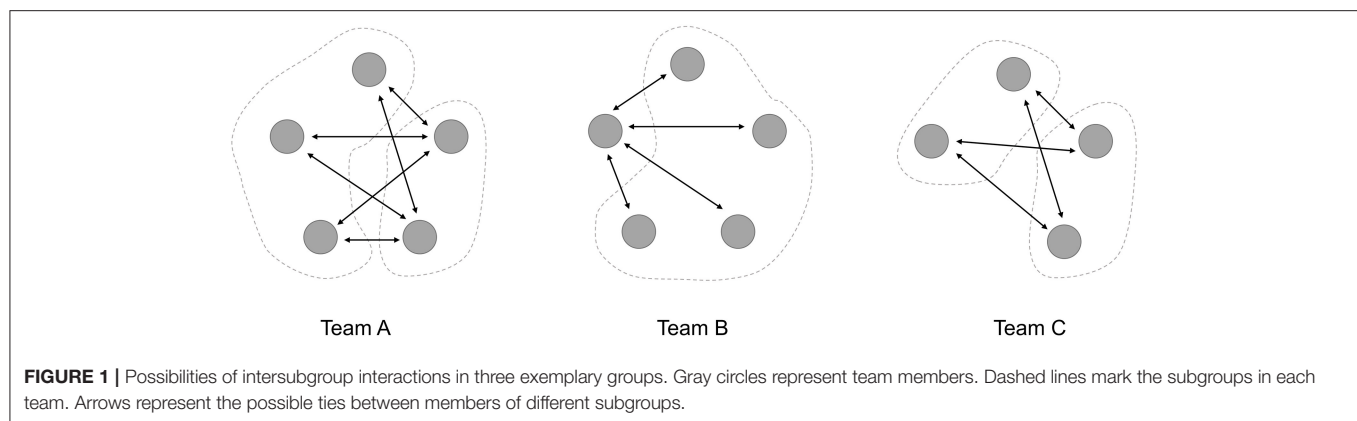 Team A
Team B
Team C
FIGURE 1 | Possibilities of intersubgroup interactions in three exemplary groups. Gray circles represent team members. Dashed lines mark the subgroups in each
team. Arrows represent the possible ties between members of different subgroups.